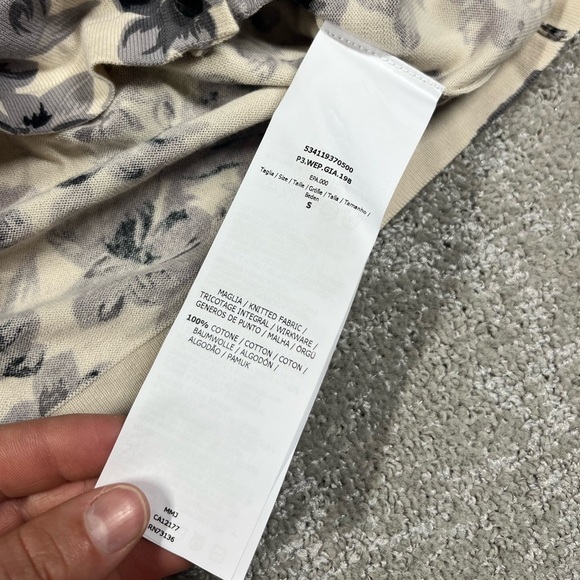 534119370500
P3.WEP.GIA.19B
EPA.000
Taglia / Size / Taille / Größe / Talla / Tamanho /
Beden
S
MAGLIA / KNITTED FABRIC /
TRICOTAGE INTEGRAL / WIRKWARE /
GENEROS DE PUNTO / MALHA / ÖRGÜ
100% COTONE / COTTON / COTON /
BAUMWOLLE / ALGODÓN /
ALGODÃO / PAMUK
MMJ
CA12177
RN73136